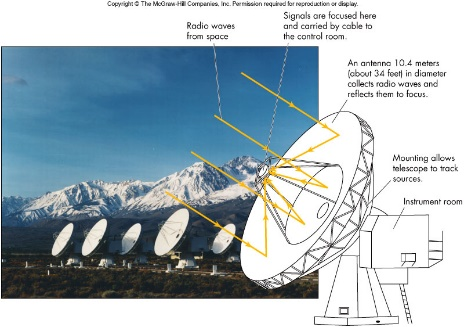 Copyright © The McGraw-Hill Companies, Inc. Permission required for reproduction or display.
Radio waves
from space
Signals are focused here
and carried by cable to
the control room.
An antenna 10.4 meters
(about 34 feet) in diameter
collects radio waves and
reflects them to focus.
Mounting allows
telescope to track
sources.
Instrument room